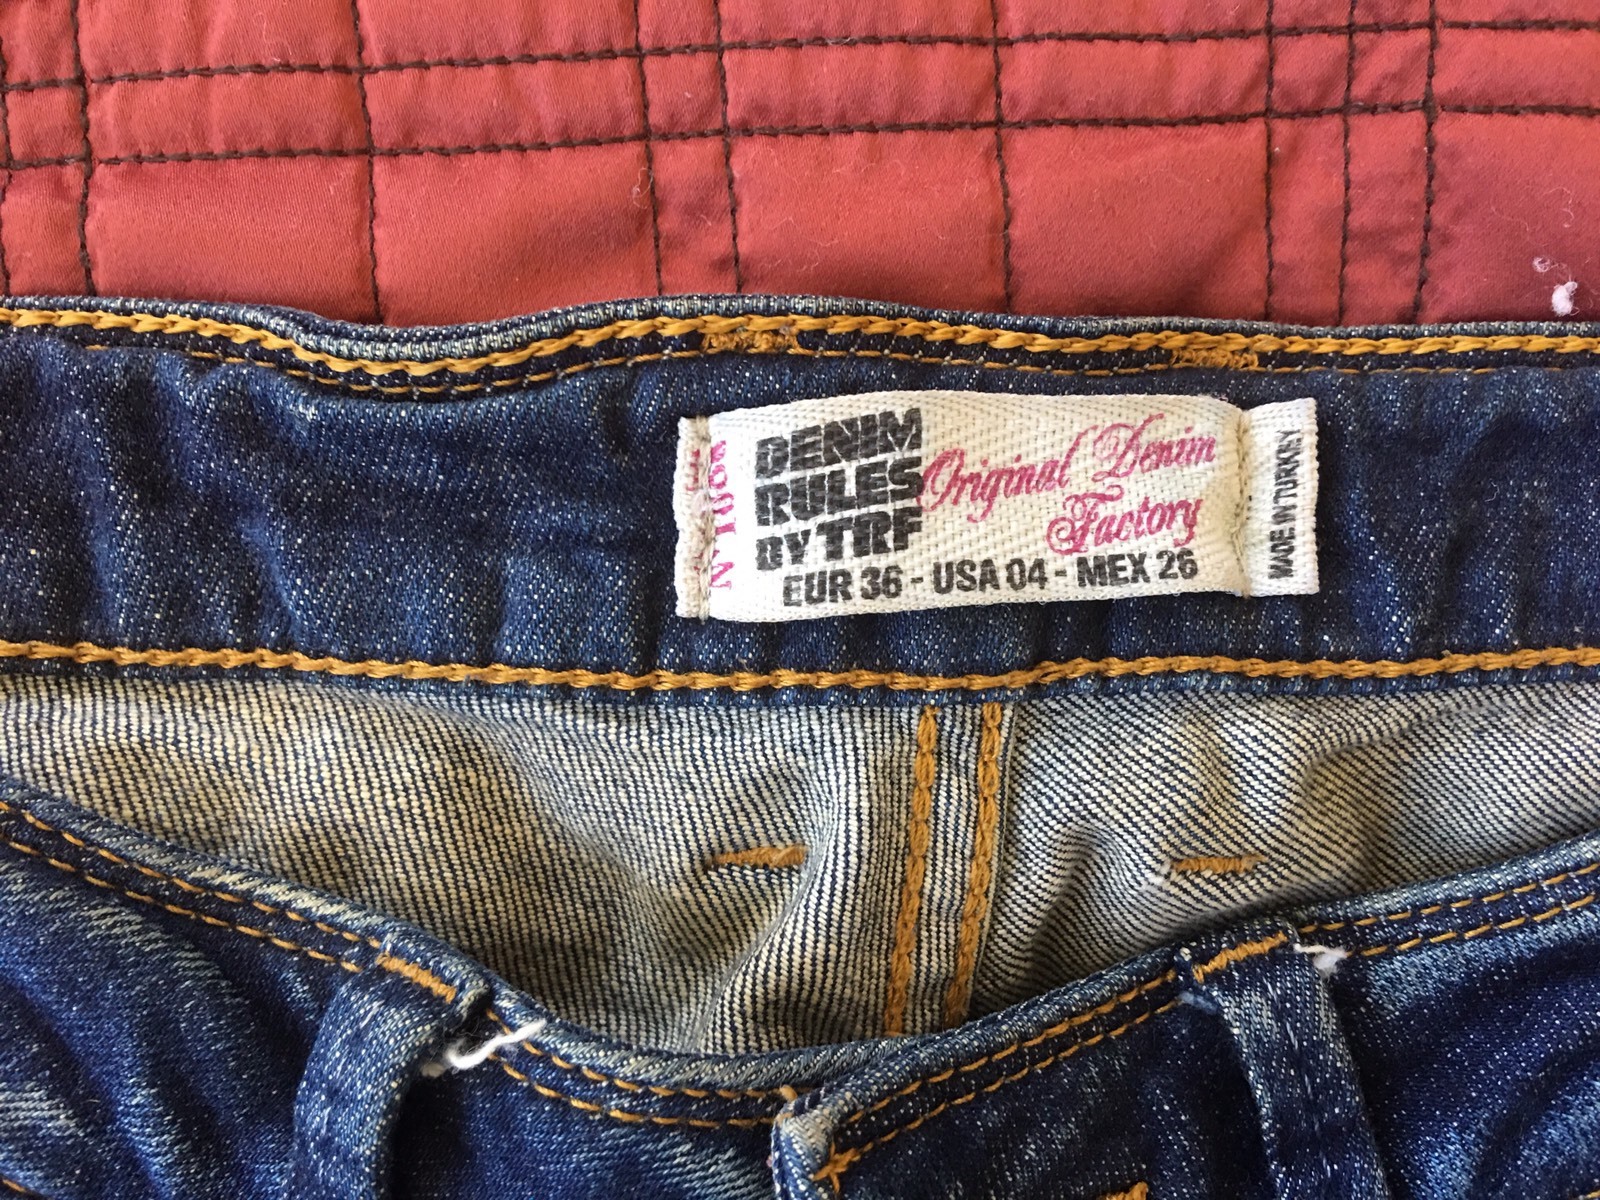 DENIM
RULES
BY TRF
Original Denim
Factory
EUR 36 - USA 04 - MEX 26
MADE IN TURKEY